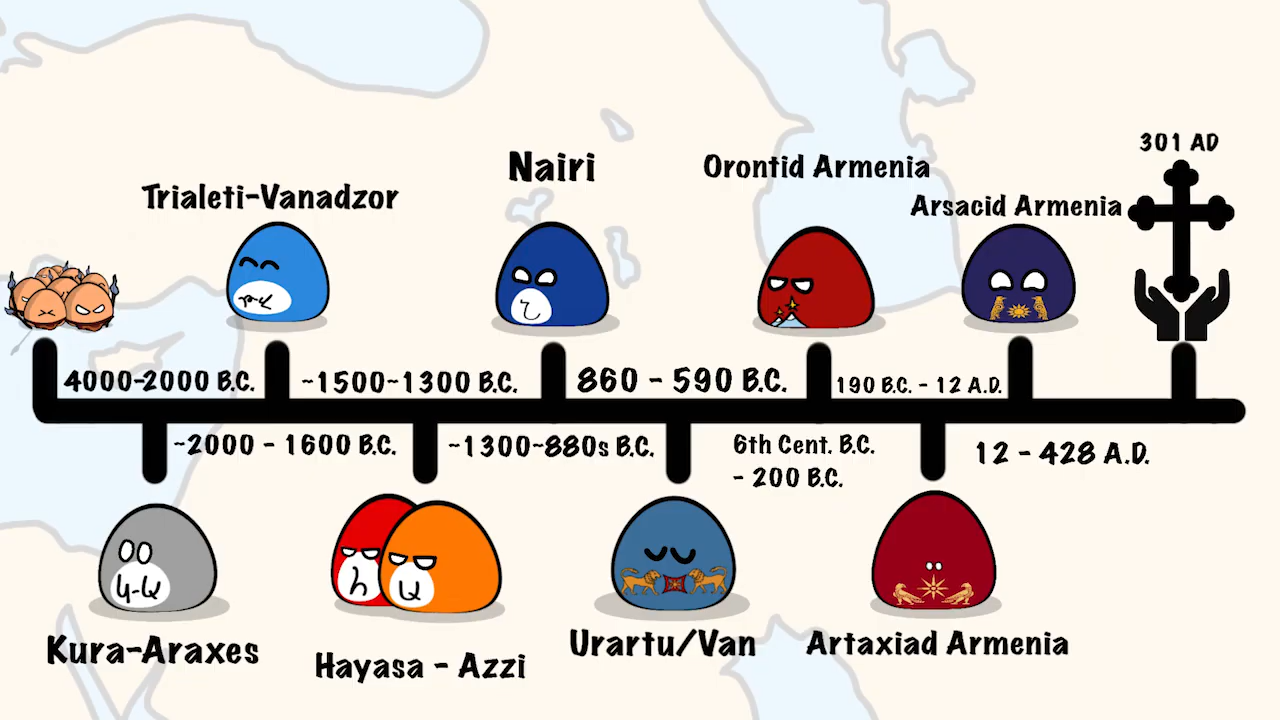 301 AD
Nairi
Orontid Armenia
Trialeti-Vanadzor
Arsacid Armenia
4000-2000 B.C.
~1500~1300 B.C.
860 - 590 B.C.
190 B.C. - 12 A.D.
~2000 - 1600 B.C.
~1300~880s B.C.
6th Cent. B.C.
- 200 B.C.
12 - 428 A.D.
Կ-Ա
հ
Ա
Kura-Araxes
Hayasa - Azzi
Urartu/Van
Artaxiad Armenia